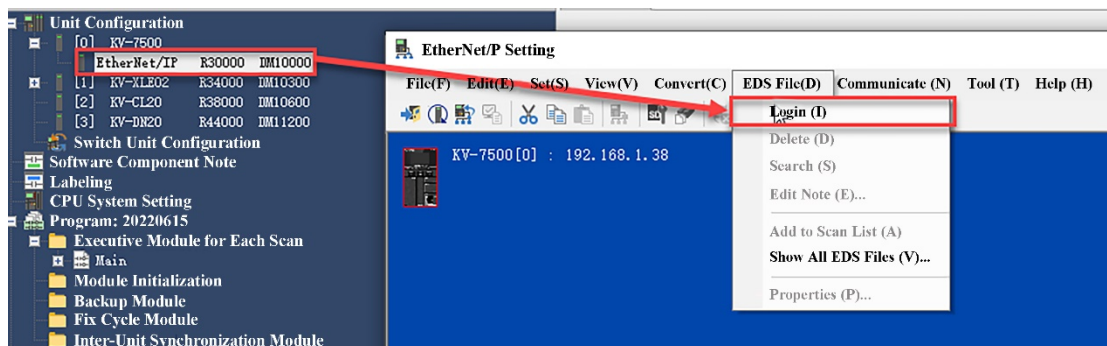 Unit Configuration
[0] KV-7500
EtherNet/IP R30000 DM10000
[1] KV-XLE02 R34000 DM10300
[2] KV-CL20 R38000 DM10600
[3] KV-DN20 R44000 DM11200
Switch Unit Configuration
Software Component Note
Labeling
CPU System Setting
Program: 20220615
Executive Module for Each Scan
Main
Module Initialization
Backup Module
Fix Cycle Module
Inter-Unit Synchronization Module
EtherNet/P Setting
File(F) Edit(E) Set(S) View(V) Convert(C) EDS File(D) Communicate (N) Tool (T) Help (H)
KV-7500[0] : 192.168.1.38
Login (I)
Delete (D)
Search (S)
Edit Note (E)...
Add to Scan List (A)
Show All EDS Files (V)...
Properties (P)...